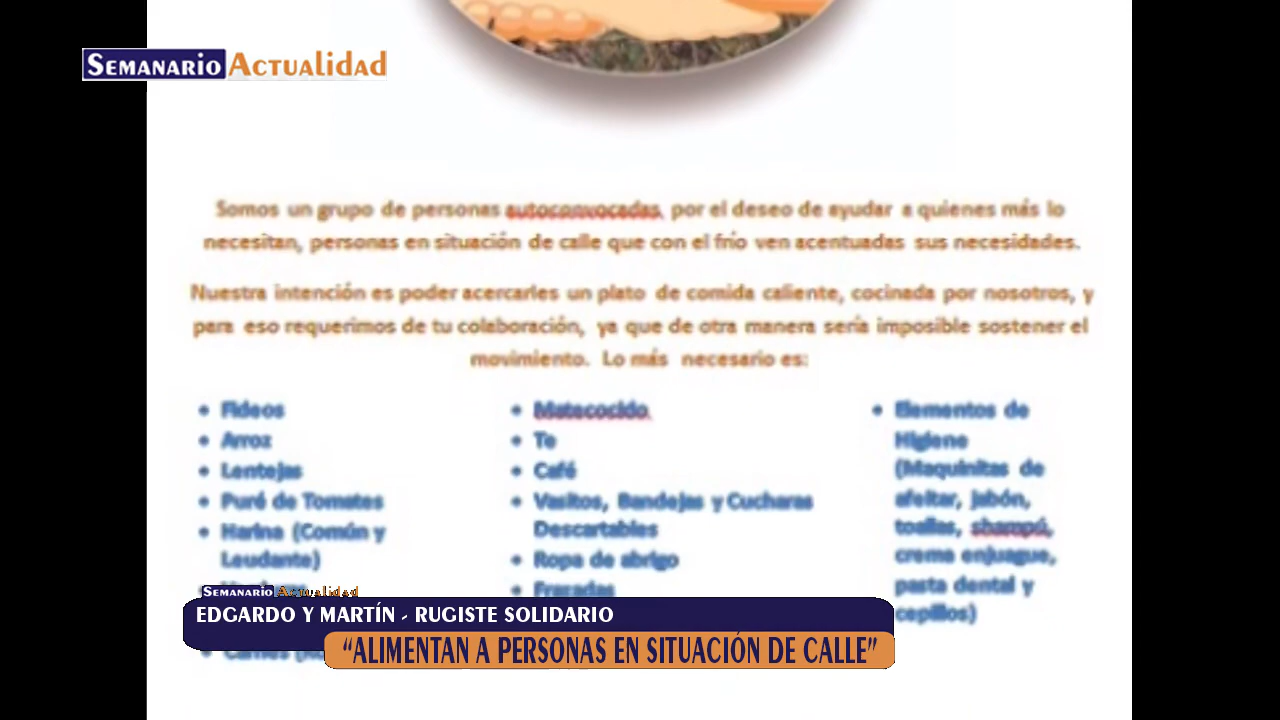 SEMANARIO ACTUALIDAD
Somos un grupo de personas autoconvocadas, por el deseo de ayudar a quienes más lo
necesitan, personas en situación de calle que con el frío ven acentuadas sus necesidades.
Nuestra intención es poder acercarles un plato de comida caliente, cocinada por nosotros, y
para eso requerimos de tu colaboración, ya que de otra manera sería imposible sostener el
movimiento. Lo más necesario es:
• Fideos
• Arroz
• Lentejas
• Puré de Tomates
• Harina (Común y
Leudante)
• Matecocido
• Te
• Café
• Vasitos, Bandejas y Cucharas
Descartables
• Ropa de abrigo
• Frazadas
• Elementos de
Higiene
(Maquinitas de
afeitar, jabón,
toallas, shampú,
crema enjuague,
pasta dental y
cepillos)
SEMANARIO ACTUALIDAD
EDGARDO Y MARTÍN - RUGISTE SOLIDARIO
“ALIMENTAN A PERSONAS EN SITUACIÓN DE CALLE”